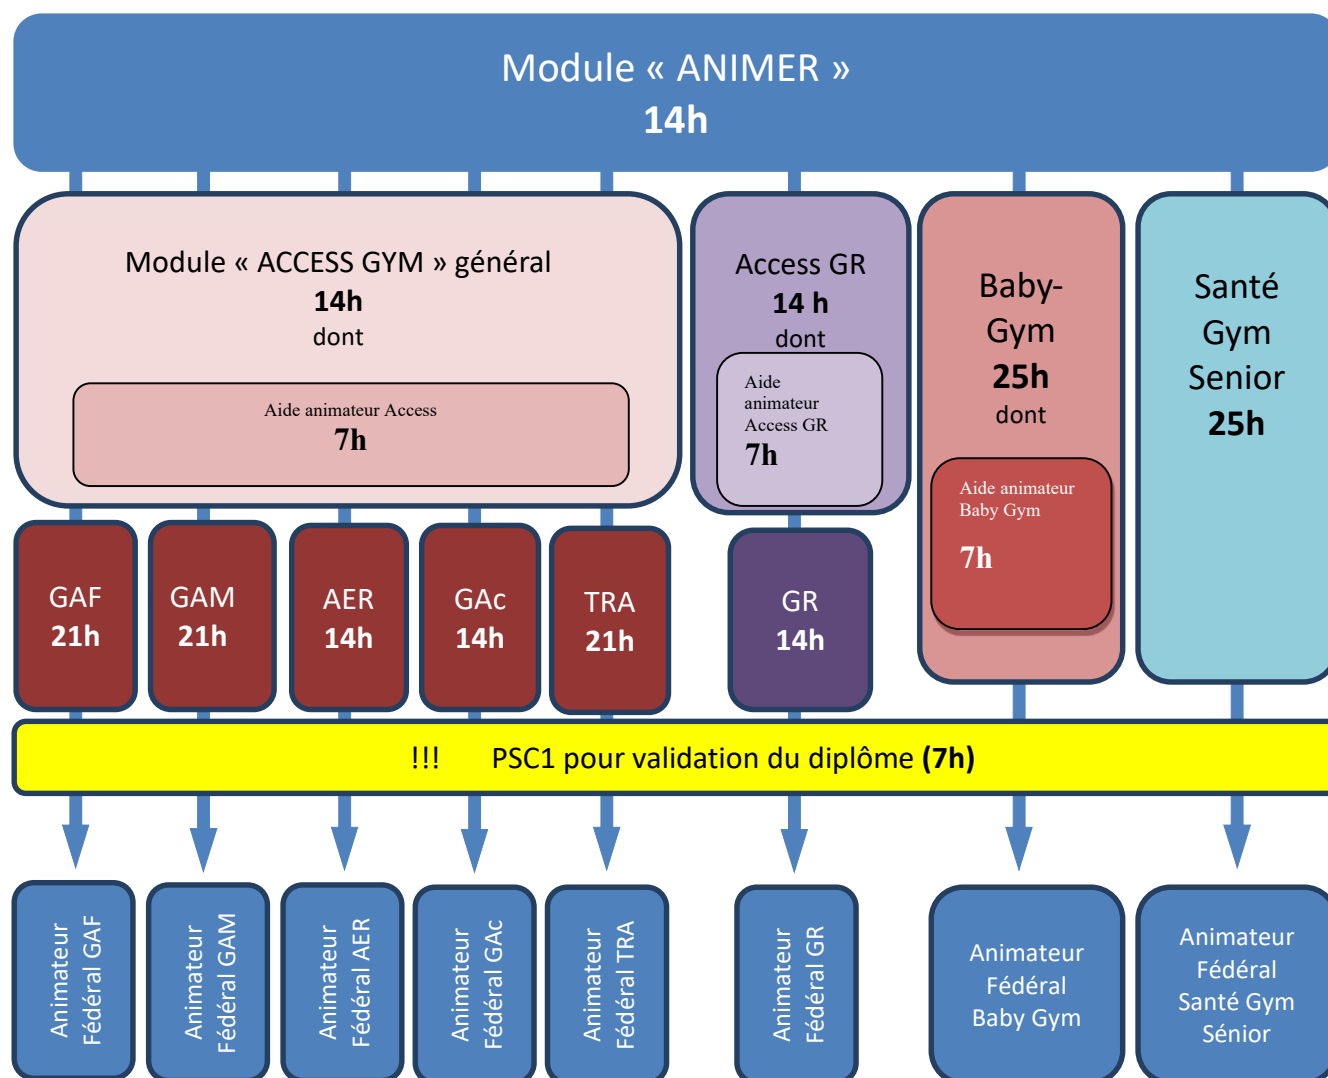 Module « ANIMER »
14h
Module « ACCESS GYM » général
14h
dont
Aide animateur Access
7h
Access GR
14 h
dont
Aide
animateur
Access GR
7h
Baby-
Gym
25h
dont
Aide animateur
Baby Gym
7h
Santé
Gym
Senior
25h
GAF
21h
GAM
21h
AER
14h
GAc
14h
TRA
21h
GR
14h
!!! PSC1 pour validation du diplôme (7h)
Animateur
Fédéral GAF
Animateur
Fédéral GAM
Animateur
Fédéral AER
Animateur
Fédéral GAc
Animateur
Fédéral TRA
Animateur
Fédéral GR
Animateur
Fédéral
Baby Gym
Animateur
Fédéral
Santé Gym
Sénior